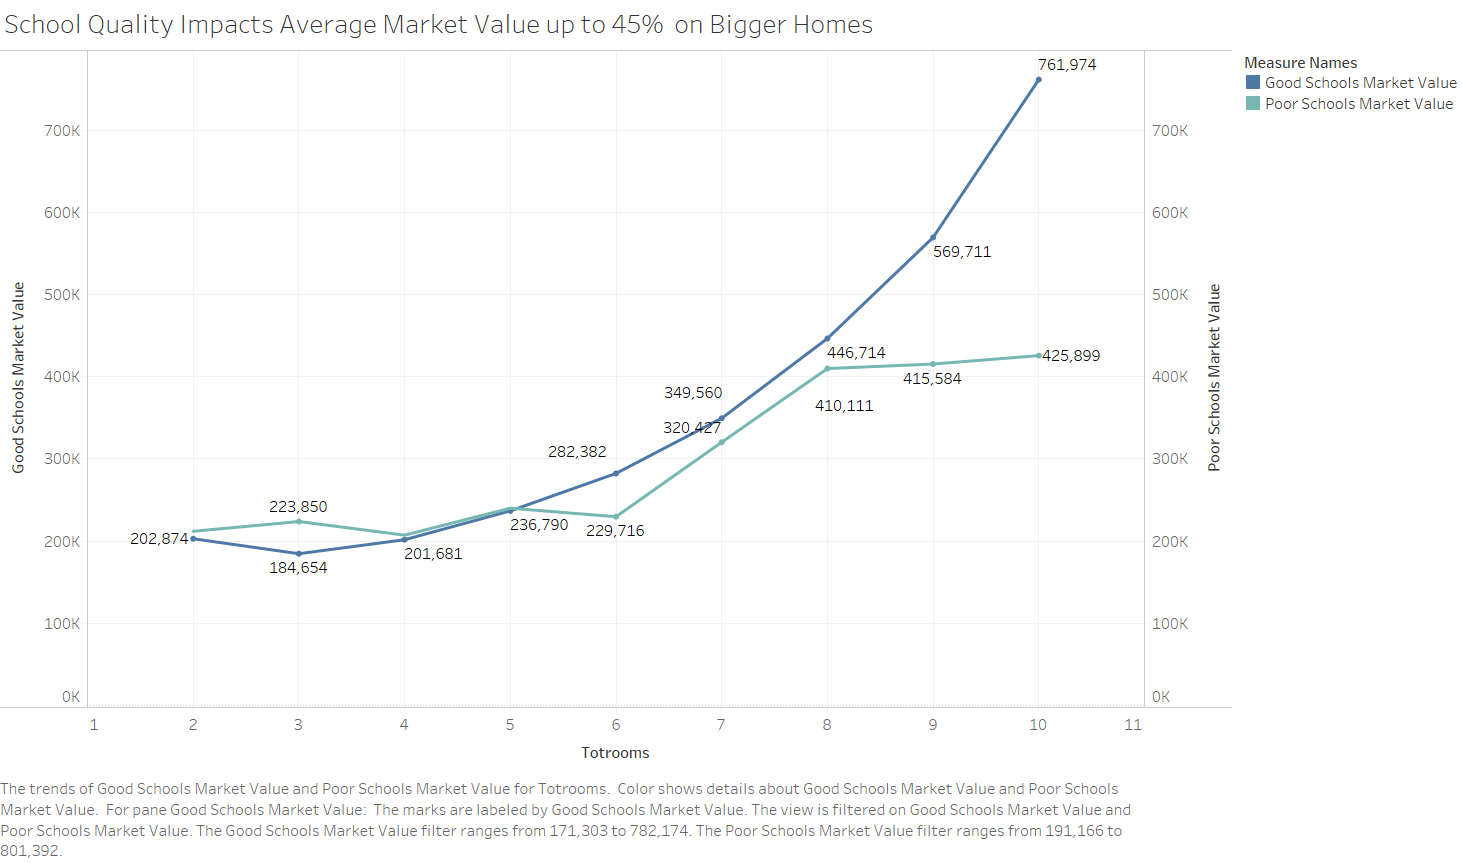 School Quality Impacts Average Market Value up to 45%  on Bigger Homes
Measure Names
Good Schools Market Value
Poor Schools Market Value
Good Schools Market Value
700K
600K
500K
400K
300K
200K
100K
0K
761,974
569,711
446,714
425,899
415,584
410,111
349,560
320,427
282,382
223,850
236,790
229,716
202,874
201,681
184,654
700K
600K
500K
400K
300K
200K
100K
0K
Poor Schools Market Value
1 2 3 4 5 6 7 8 9 10 11
Totrooms
The trends of Good Schools Market Value and Poor Schools Market Value for Totrooms.  Color shows details about Good Schools Market Value and Poor Schools
Market Value.  For pane Good Schools Market Value:  The marks are labeled by Good Schools Market Value. The view is filtered on Good Schools Market Value and
Poor Schools Market Value. The Good Schools Market Value filter ranges from 171,303 to 782,174. The Poor Schools Market Value filter ranges from 191,166 to
801,392.